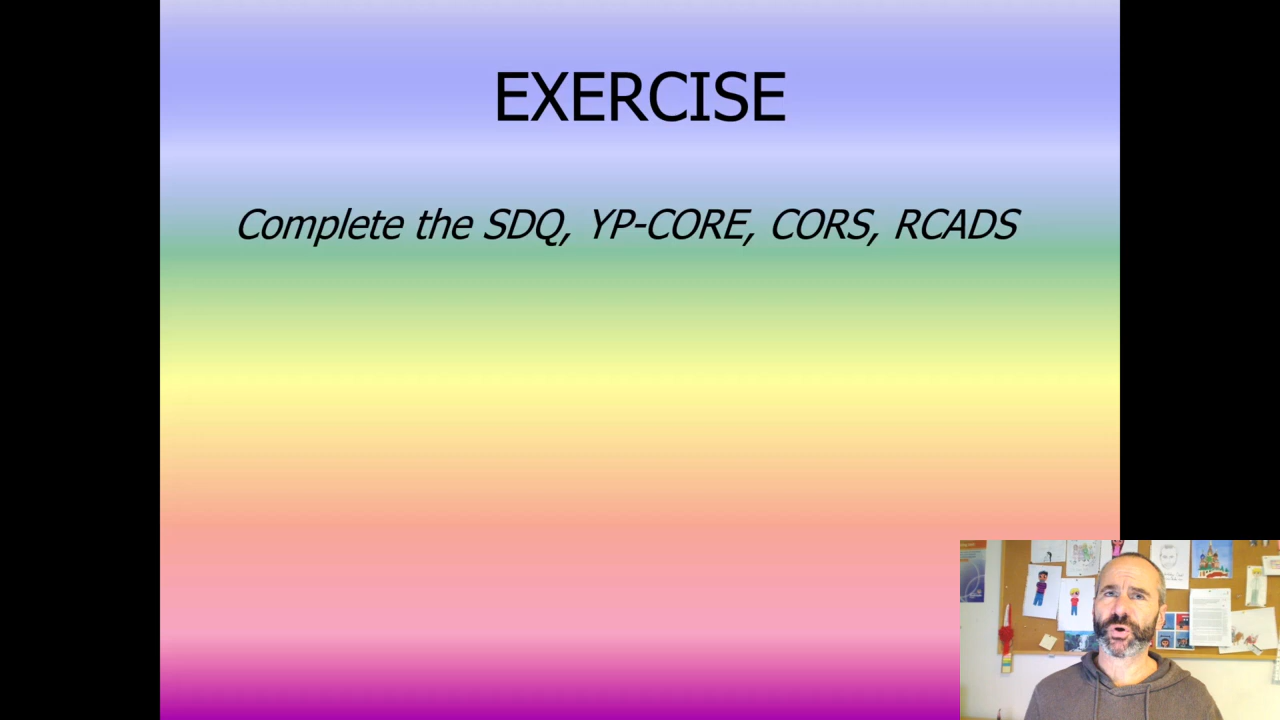 EXERCISE
Complete the SDQ, YP-CORE, CORS, RCADS